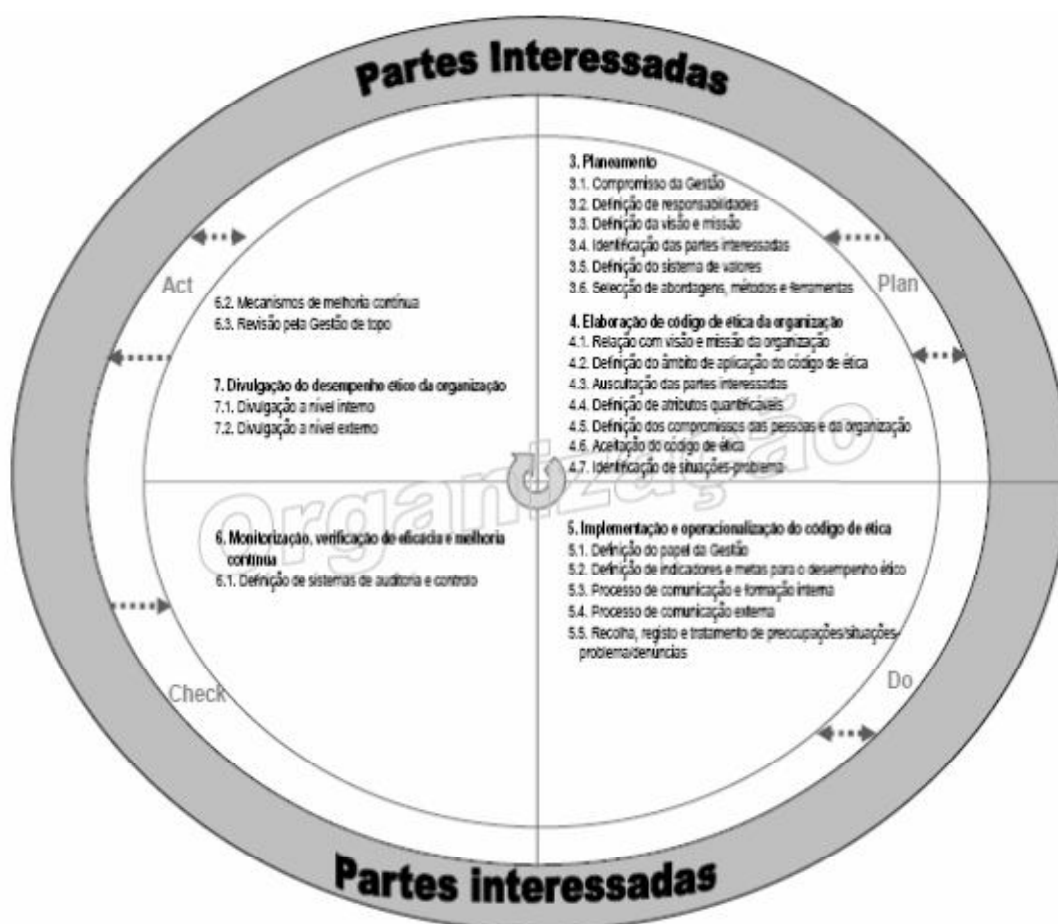 Partes Interessadas
3. Planeamento
3.1. Compromisso da Gestão
3.2. Definição de responsabilidades
3.3. Definição da visão e missão
3.4. Identificação das partes interessadas
3.5. Definição do sistema de valores
3.6. Selecção de abordagens, métodos e ferramentas
Plan
4. Elaboração de código de ética da organização
4.1. Relação com visão e missão da organização
4.2. Definição do âmbito de aplicação do código de ética
4.3. Auscultação das partes interessadas
4.4. Definição de atributos quantificáveis
4.5. Definição dos compromissos das pessoas e da organização
4.6. Aceitação do código de ética
4.7. Identificação de situações-problema
Act
6.2. Mecanismos de melhoria contínua
6.3. Revisão pela Gestão de topo
7. Divulgação do desempenho ético da organização
7.1. Divulgação a nível interno
7.2. Divulgação a nível externo
Organização
6. Monitorização, verificação de eficácia e melhoria
contínua
6.1. Definição de sistemas de auditoria e controlo
Check
5. Implementação e operacionalização do código de ética
5.1. Definição do papel da Gestão
5.2. Definição de indicadores e metas para o desempenho ético
5.3. Processo de comunicação e formação interna
5.4. Processo de comunicação externa
5.5. Recolha, registo e tratamento de preocupações/situações-
problema/denúncias
Do
Partes interessadas